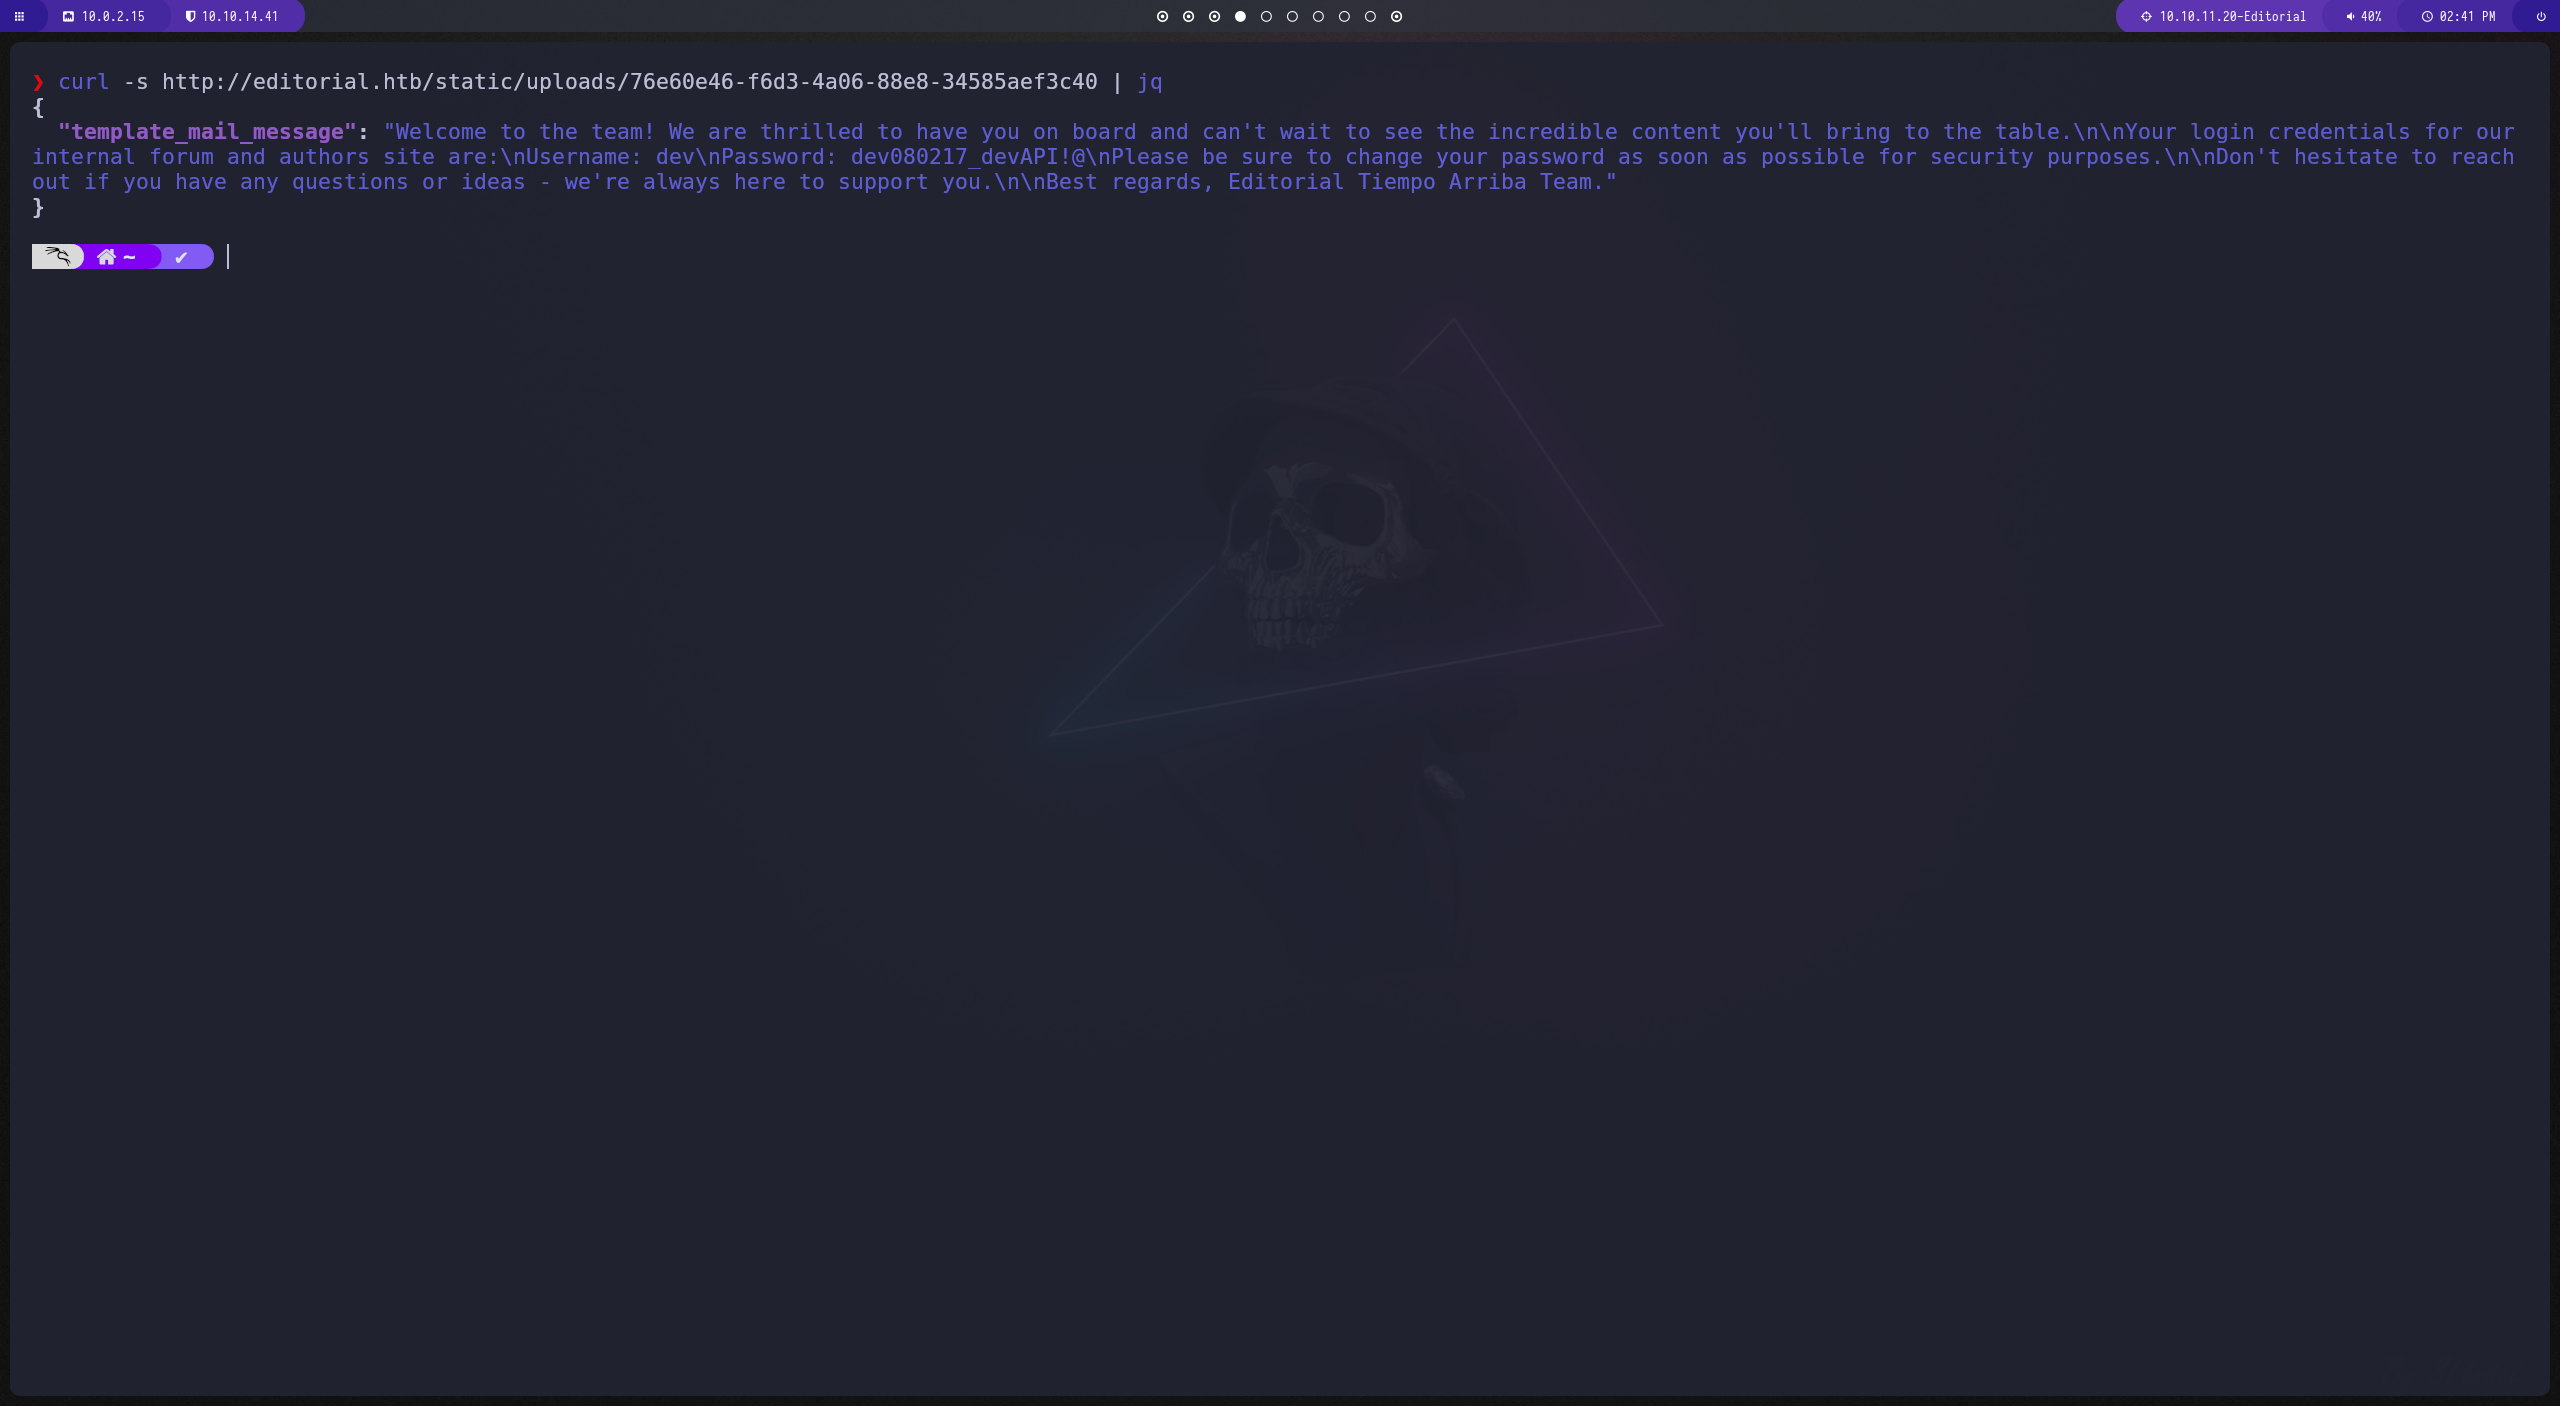 10.0.2.15 10.10.14.41 10.10.11.20-Editorial 40% 02:41 PM
❯ curl -s http://editorial.htb/static/uploads/76e60e46-f6d3-4a06-88e8-34585aef3c40 | jq
{
  "template_mail_message": "Welcome to the team! We are thrilled to have you on board and can't wait to see the incredible content you'll bring to the table.\n\nYour login credentials for our
internal forum and authors site are:\nUsername: dev\nPassword: dev080217_devAPI!@\nPlease be sure to change your password as soon as possible for security purposes.\n\nDon't hesitate to reach
out if you have any questions or ideas - we're always here to support you.\n\nBest regards, Editorial Tiempo Arriba Team."
}
~ ✔